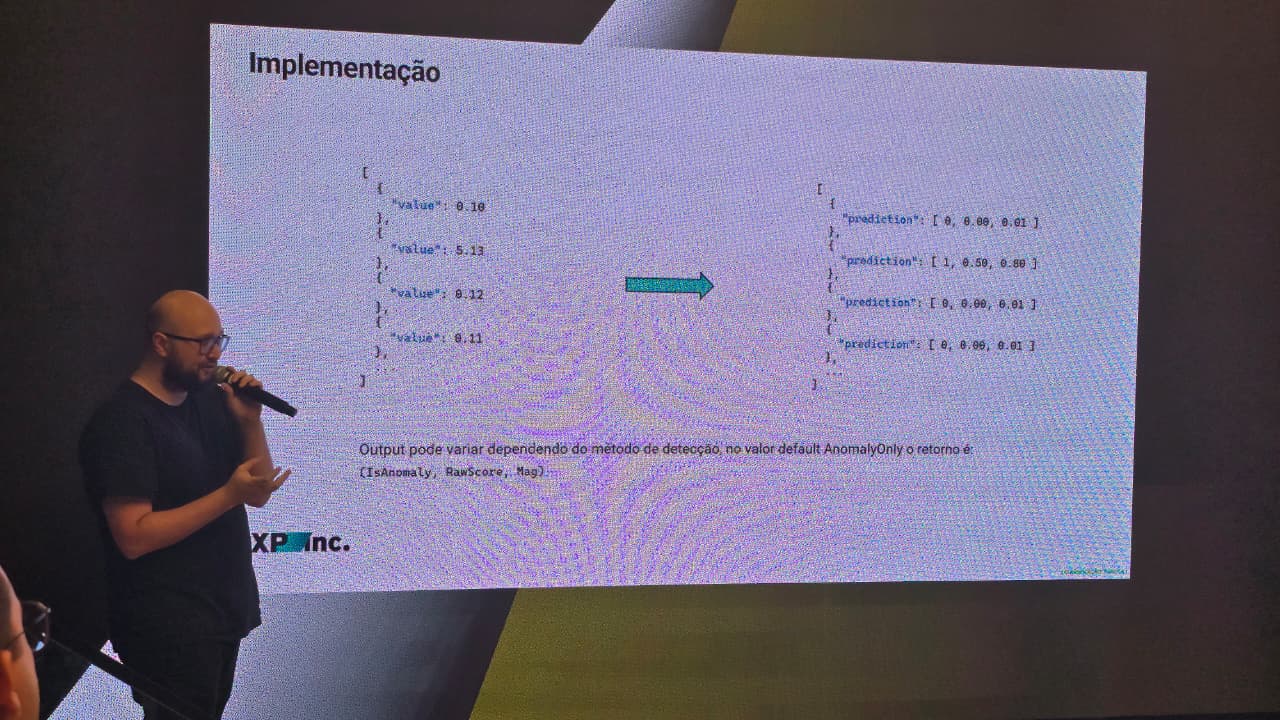 Implementação
[
{
"value": 0.10
},
{
"value": 5.13
},
{
"value": 0.12
},
{
"value": 0.11
},
...
]
[
{
"prediction": [ 0, 0.00, 0.01 ]
},
{
"prediction": [ 1, 0.50, 0.80 ]
},
{
"prediction": [ 0, 0.00, 0.01 ]
},
{
"prediction": [ 0, 0.00, 0.01 ]
},
...
]
Output pode variar dependendo do método de detecção, no valor default AnomalyOnly o retorno é:
(IsAnomaly, RawScore, Mag)
XP Inc.